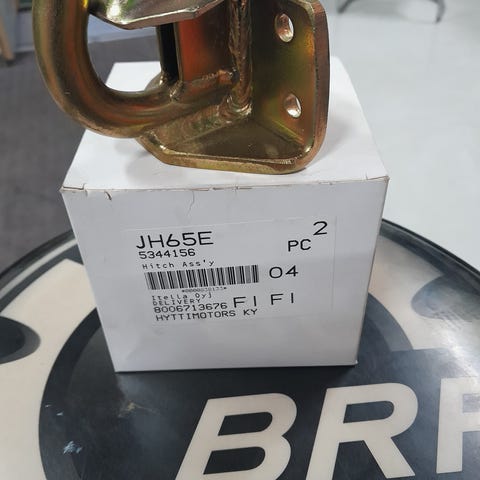 JH65E
2
PC
5344156
Hitch Ass'y
04
Itella Oyj
DELIVERY
8006713676 FI FI
HYTTIMOTORS KY
BRP